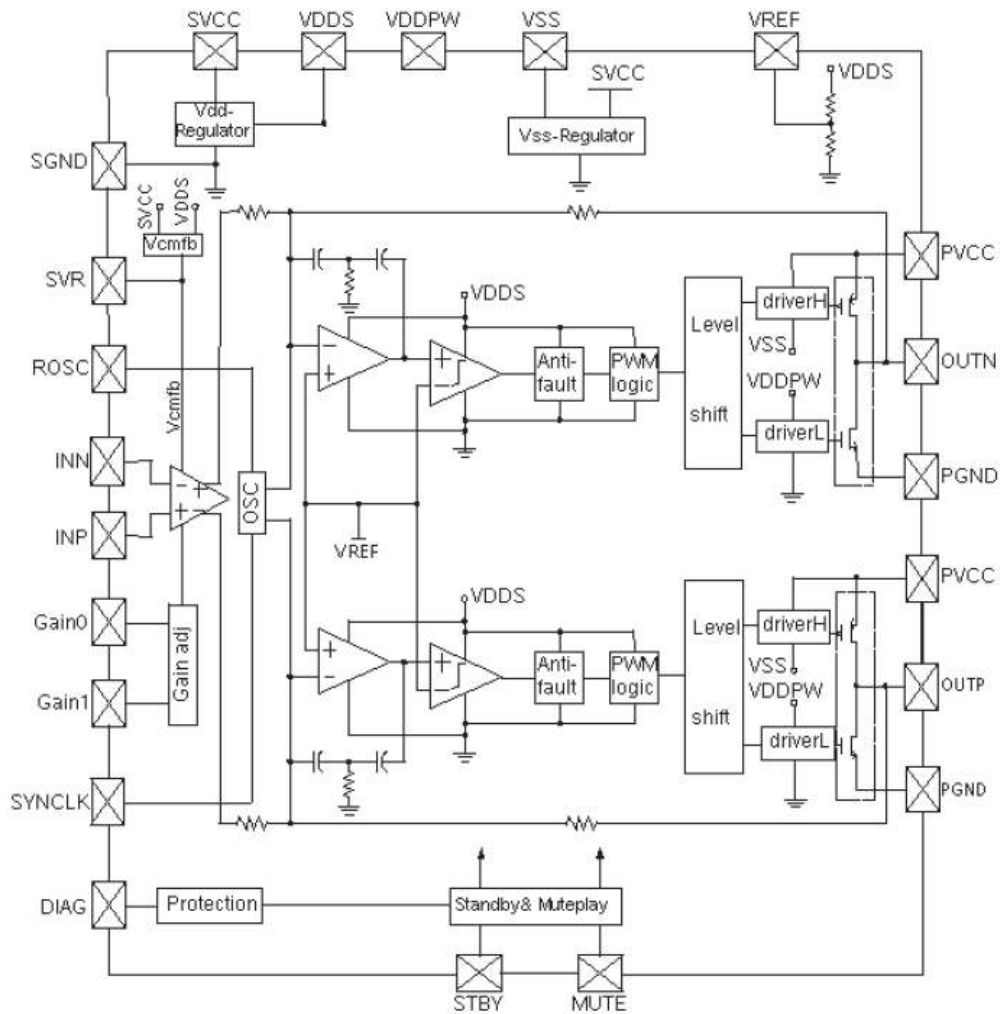 SVCC VDDS VDDPW VSS VREF
SVCC
VDDS
Vdd-
Regulator
Vss-Regulator
SGND
SVCC
VDDS
Vcmfb
SVR
PVCC
VDDS
driverH
Level
shift
Anti-
fault
PWM
logic
VSS
ROSC
OUTN
VDDPW
Vcmfb
driverL
INN
PGND
OSC
INP
VREF
PVCC
VDDS
Level
shift
driverH
Gain0
Gain adj
Anti-
fault
PWM
logic
VSS
VDDPW
OUTP
Gain1
driverL
SYNCLK
PGND
DIAG
Protection
Standby& Muteplay
STBY
MUTE